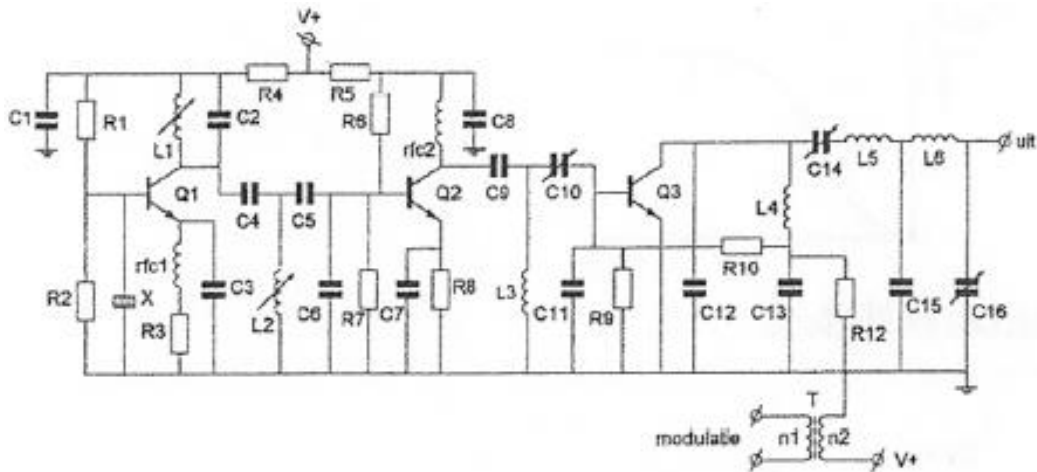 V+
R4 R5
C1 R1 L1 C2 R6 rfc2 C8
Q1 C4 C5 Q2 C9 C10 Q3 C14 L5 L6 uit
R2 X rfc1 R3 C3 L2 C6 R7 C7 R8 L3 C11 R9 C12 R10 L4 C13 R12 C15 C16
T
modulatie n1 n2
V+